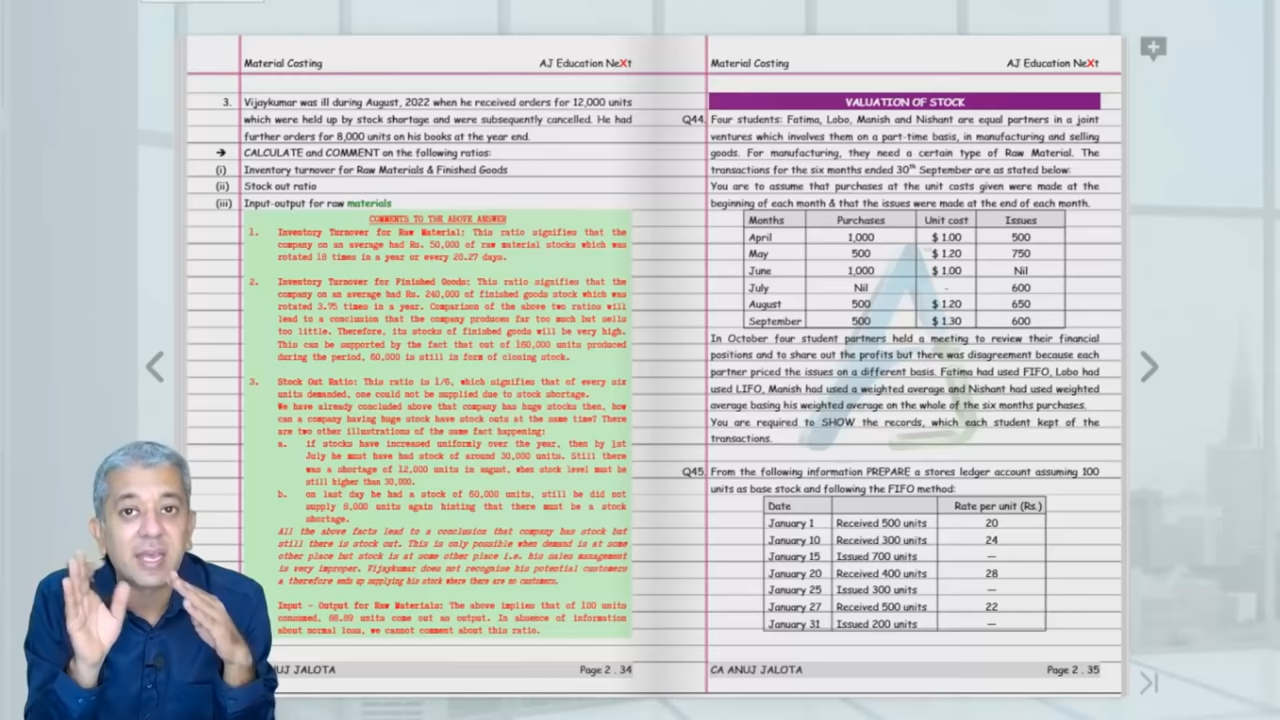 Material Costing AJ Education NeXt
3. Vijaykumar was ill during August, 2022 when he received orders for 12,000 units
which were held up by stock shortage and were subsequently cancelled. He had
further orders for 8,000 units on his books at the year end.
➔ CALCULATE and COMMENT on the following ratios:
(i) Inventory turnover for Raw Materials & Finished Goods
(ii) Stock out ratio
(iii) Input-output for raw materials
COMMENTS TO THE ABOVE ANSWER
1. Inventory Turnover for Raw Material: This ratio signifies that the
company on an average had Rs. 50,000 of raw material stocks which was
rotated 18 times in a year or every 20.27 days.
2. Inventory Turnover for Finished Goods: This ratio signifies that the
company on an average had Rs. 240,000 of finished goods stock which was
rotated 3.75 times in a year. Comparison of the above two ratios will
lead to a conclusion that the company produces far too much but sells
too little. Therefore, its stocks of finished goods will be very high.
This can be supported by the fact that out of 160,000 units produced
during the period, 60,000 is still in form of closing stock.
3. Stock Out Ratio: This ratio is 1/6, which signifies that of every six
units demanded, one could not be supplied due to stock shortage.
We have already concluded above that company has huge stocks then, how
can a company having huge stock have stock outs at the same time? There
are two other illustrations of the same fact happening:
a. if stocks have increased uniformly over the year, then by 1st
July he must have had stock of around 30,000 units. Still there
was a shortage of 12,000 units in august, when stock level must be
still higher than 30,000.
b. on last day he had a stock of 60,000 units, still be did not
supply 8,000 units again hinting that there must be a stock
shortage.
All the above facts lead to a conclusion that company has stock but
still there is stock out. This is only possible when demand is at some
other place but stock is at some other place i.e. his sales management
is very improper. Vijaykumar does not recognise his potential customers
& therefore ends up supplying his stock where there are no customers.
Input - Output for Raw Materials: The above implies that of 100 units
consumed, 88.89 units come out as output. In absence of information
about normal loss, we cannot comment about this ratio.
UJ JALOTA Page 2 . 34
Material Costing AJ Education NeXt
VALUATION OF STOCK
Q44. Four students: Fatima, Lobo, Manish and Nishant are equal partners in a joint
ventures which involves them on a part-time basis, in manufacturing and selling
goods. For manufacturing, they need a certain type of Raw Material. The
transactions for the six months ended 30th September are as stated below:
You are to assume that purchases at the unit costs given were made at the
beginning of each month & that the issues were made at the end of each month.
Months Purchases Unit cost Issues
April 1,000 $ 1.00 500
May 500 $ 1.20 750
June 1,000 $ 1.00 Nil
July Nil - 600
August 500 $ 1.20 650
September 500 $ 1.30 600
In October four student partners held a meeting to review their financial
positions and to share out the profits but there was disagreement because each
partner priced the issues on a different basis. Fatima had used FIFO, Lobo had
used LIFO, Manish had used a weighted average and Nishant had used weighted
average basing his weighted average on the whole of the six months purchases.
You are required to SHOW the records, which each student kept of the
transactions.
Q45. From the following information PREPARE a stores ledger account assuming 100
units as base stock and following the FIFO method:
Date Rate per unit (Rs.)
January 1 Received 500 units 20
January 10 Received 300 units 24
January 15 Issued 700 units —
January 20 Received 400 units 28
January 25 Issued 300 units —
January 27 Received 500 units 22
January 31 Issued 200 units —
CA ANUJ JALOTA Page 2 . 35